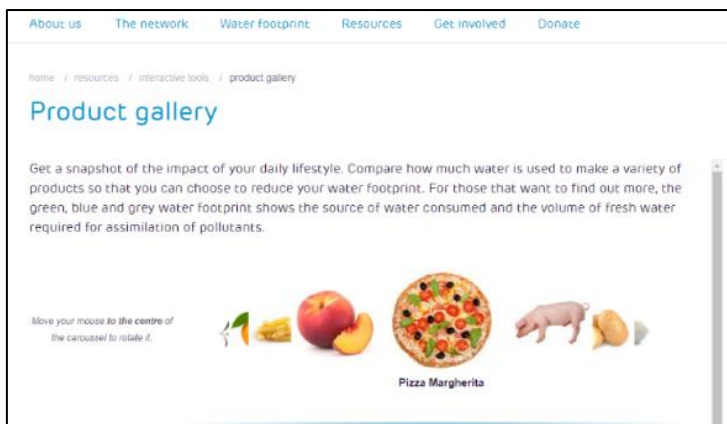 About us The network Water footprint Resources Get involved Donate
home / resources / interactive tools / product gallery
Product gallery
Get a snapshot of the impact of your daily lifestyle. Compare how much water is used to make a variety of
products so that you can choose to reduce your water footprint. For those that want to find out more, the
green, blue and grey water footprint shows the source of water consumed and the volume of fresh water
required for assimilation of pollutants.
Move your mouse to the centre of
the caroussel to rotate it.
Pizza Margherita